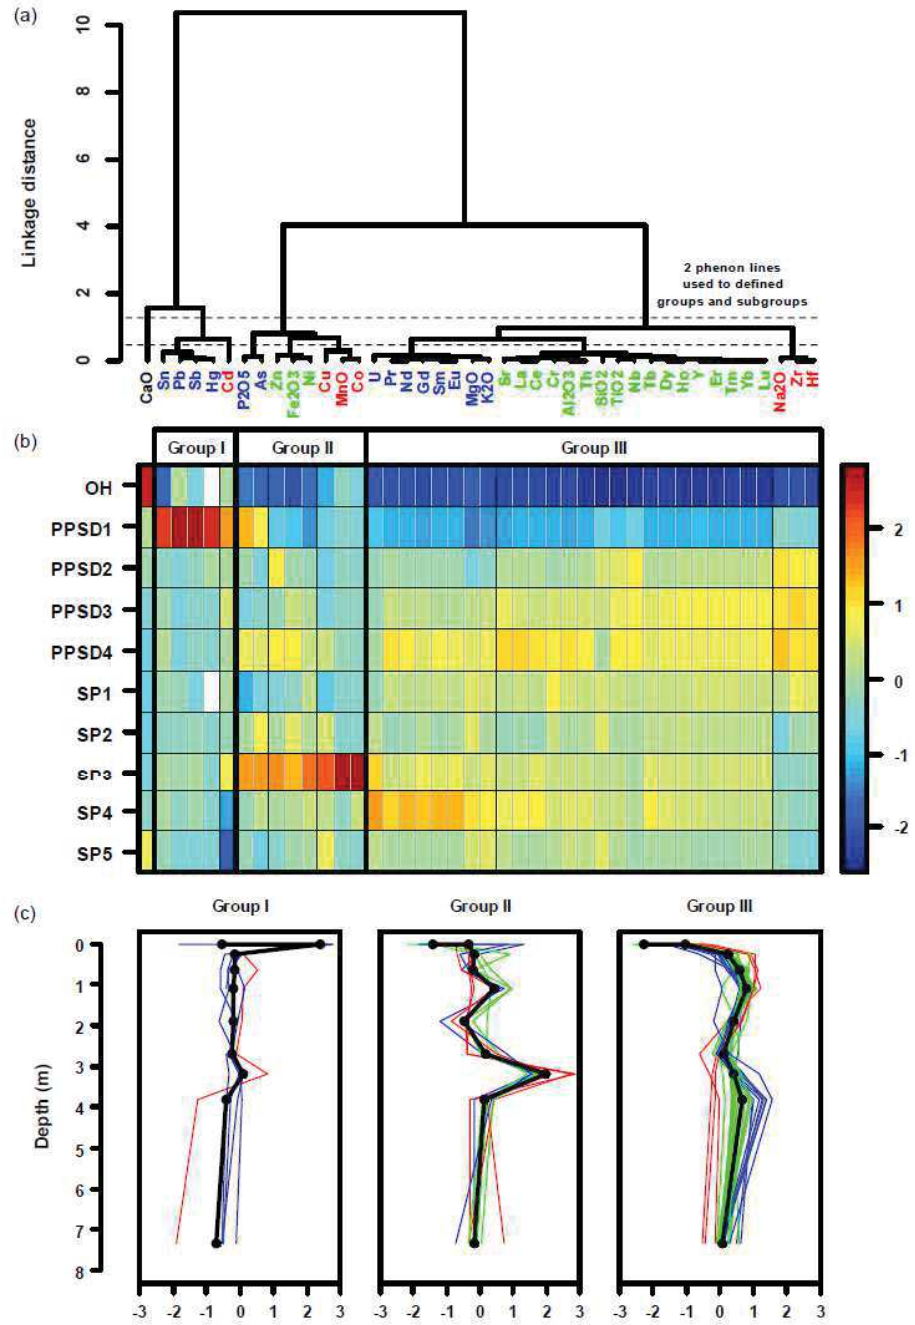 (a)
10
8
6
4
2
0
Linkage distance
2 phenon lines
used to defined
groups and subgroups
CaO Sn Pb Sb Hg Cd P2O5 As Zn Fe2O3 Ni Cu MnO Co U Pr Nd Gd Sm Eu MgO K2O Sr La Ce Cr Al2O3 Th SiO2 TiO2 Nb Tb Dy Ho Y Er Tm Yb Lu Na2O Zr Hf
(b)
Group I Group II Group III
OH
PPSD1
PPSD2
PPSD3
PPSD4
SP1
SP2
SP3
SP4
SP5
2
1
0
-1
-2
(c)
Group I Group II Group III
0
1
2
3
4
5
6
7
8
Depth (m)
-3 -2 -1 0 1 2 3 -3 -2 -1 0 1 2 3 -3 -2 -1 0 1 2 3